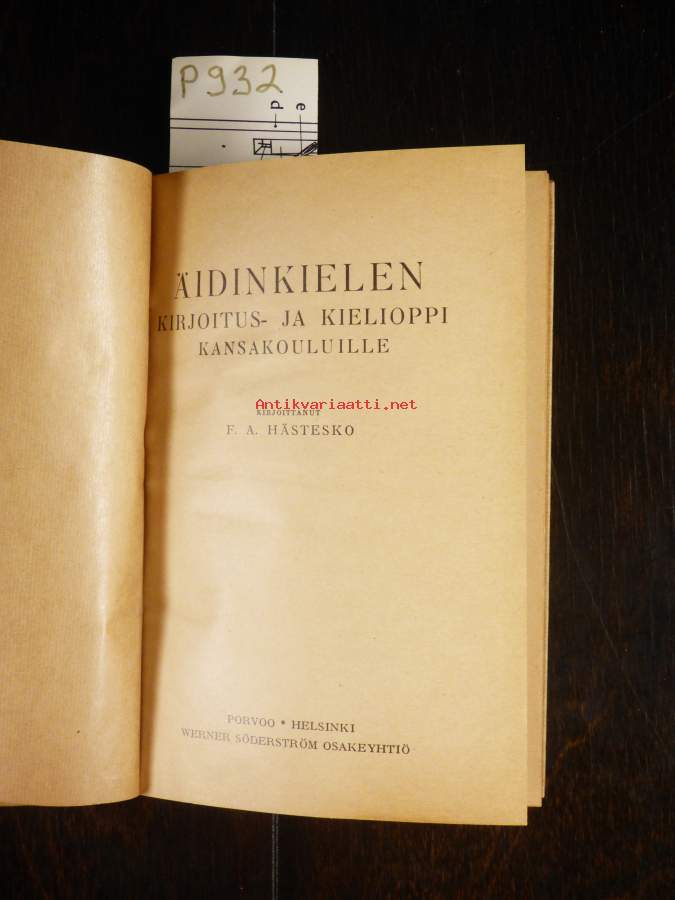 P932
e
d
ÄIDINKIELEN
KIRJOITUS- JA KIELIOPPI
KANSAKOULUILLE
Antikvariaatti.net
KIRJOITTANUT
F. A. HÄSTESKO
PORVOO * HELSINKI
WERNER SÖDERSTRÖM OSAKEYHTIÖ